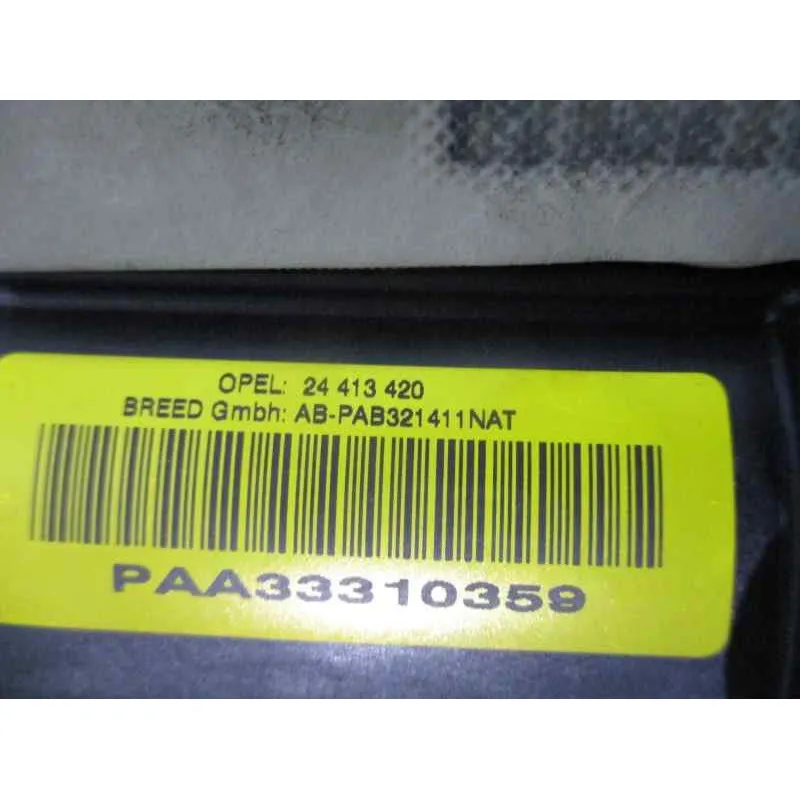 OPEL: 24 413 420
BREED Gmbh: AB-PAB321411NAT
PAA33310359